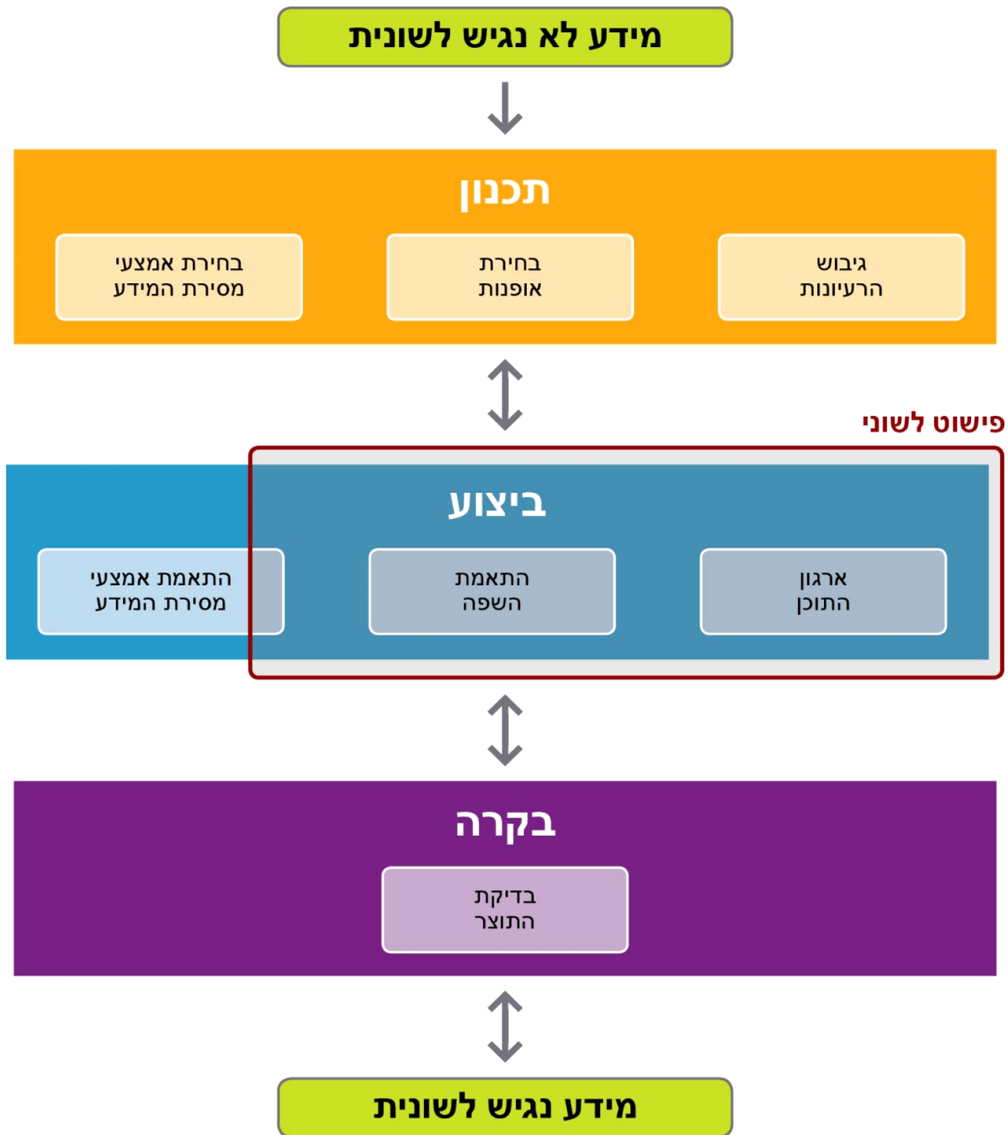 מידע לא נגיש לשונית
תכנון
גיבוש
הרעיונות
בחירת
אופנות
בחירת אמצעי
מסירת המידע
פישוט לשוני
ביצוע
ארגון
התוכן
התאמת
השפה
התאמת אמצעי
מסירת המידע
בקרה
בדיקת
התוצר
מידע נגיש לשונית